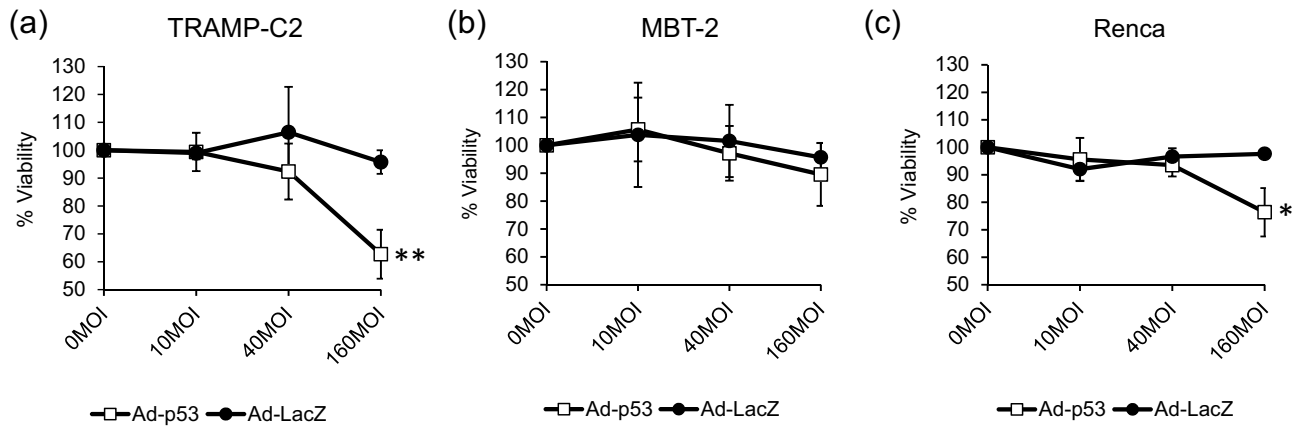 (a) TRAMP-C2
% Viability
130
120
110
100
90
80
70
60
50
**
0MOI 10MOI 40MOI 160MOI
Ad-p53 Ad-LacZ
(b) MBT-2
% Viability
130
120
110
100
90
80
70
60
50
0MOI 10MOI 40MOI 160MOI
Ad-p53 Ad-LacZ
(c) Renca
% Viability
130
120
110
100
90
80
70
60
50
*
0MOI 10MOI 40MOI 160MOI
Ad-p53 Ad-LacZ